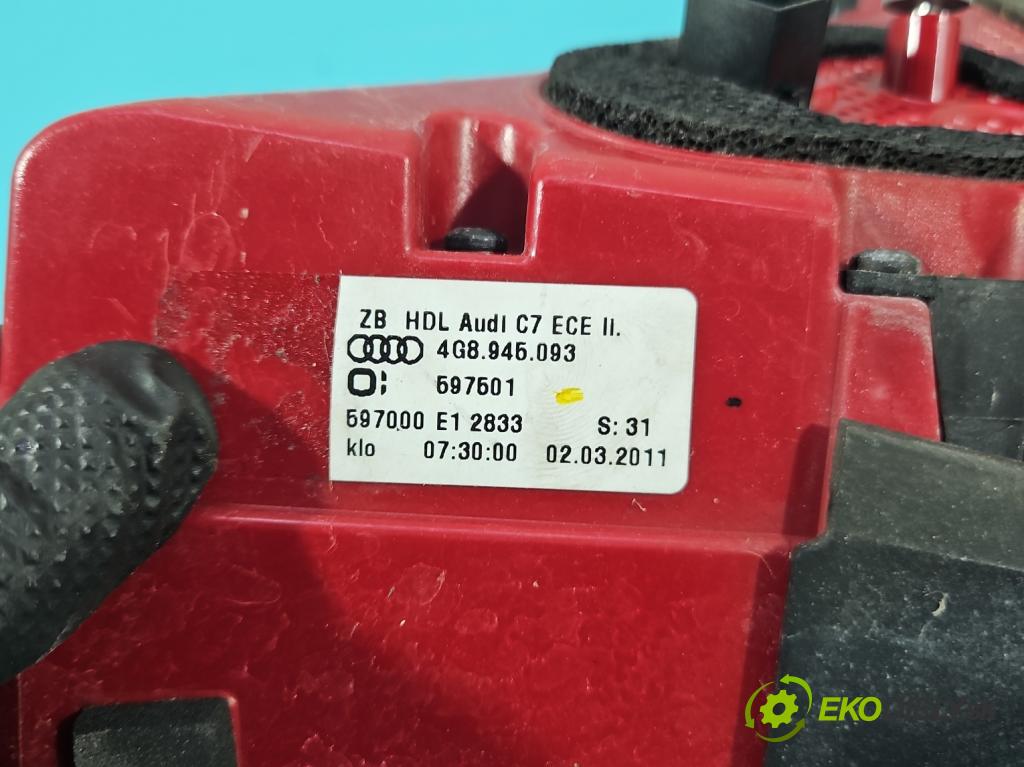 ZB HDL Audi C7 ECE II.
4G8.945.093
O: 597501
597000 E1 2833 S: 31
klo 07:30:00 02.03.2011
EKO